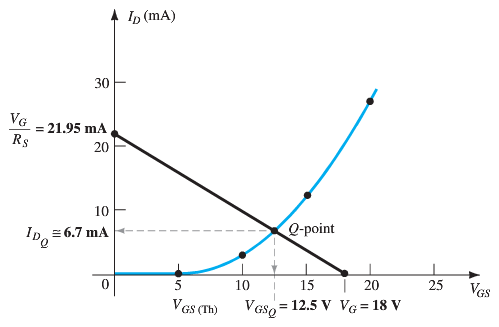 I_D (mA)
30
V_G / R_S = 21.95 mA
20
10
I_DQ ≅ 6.7 mA
Q-point
0
5
10
15
20
25
V_GS
V_GS (Th)
V_GSQ = 12.5 V
V_G = 18 V